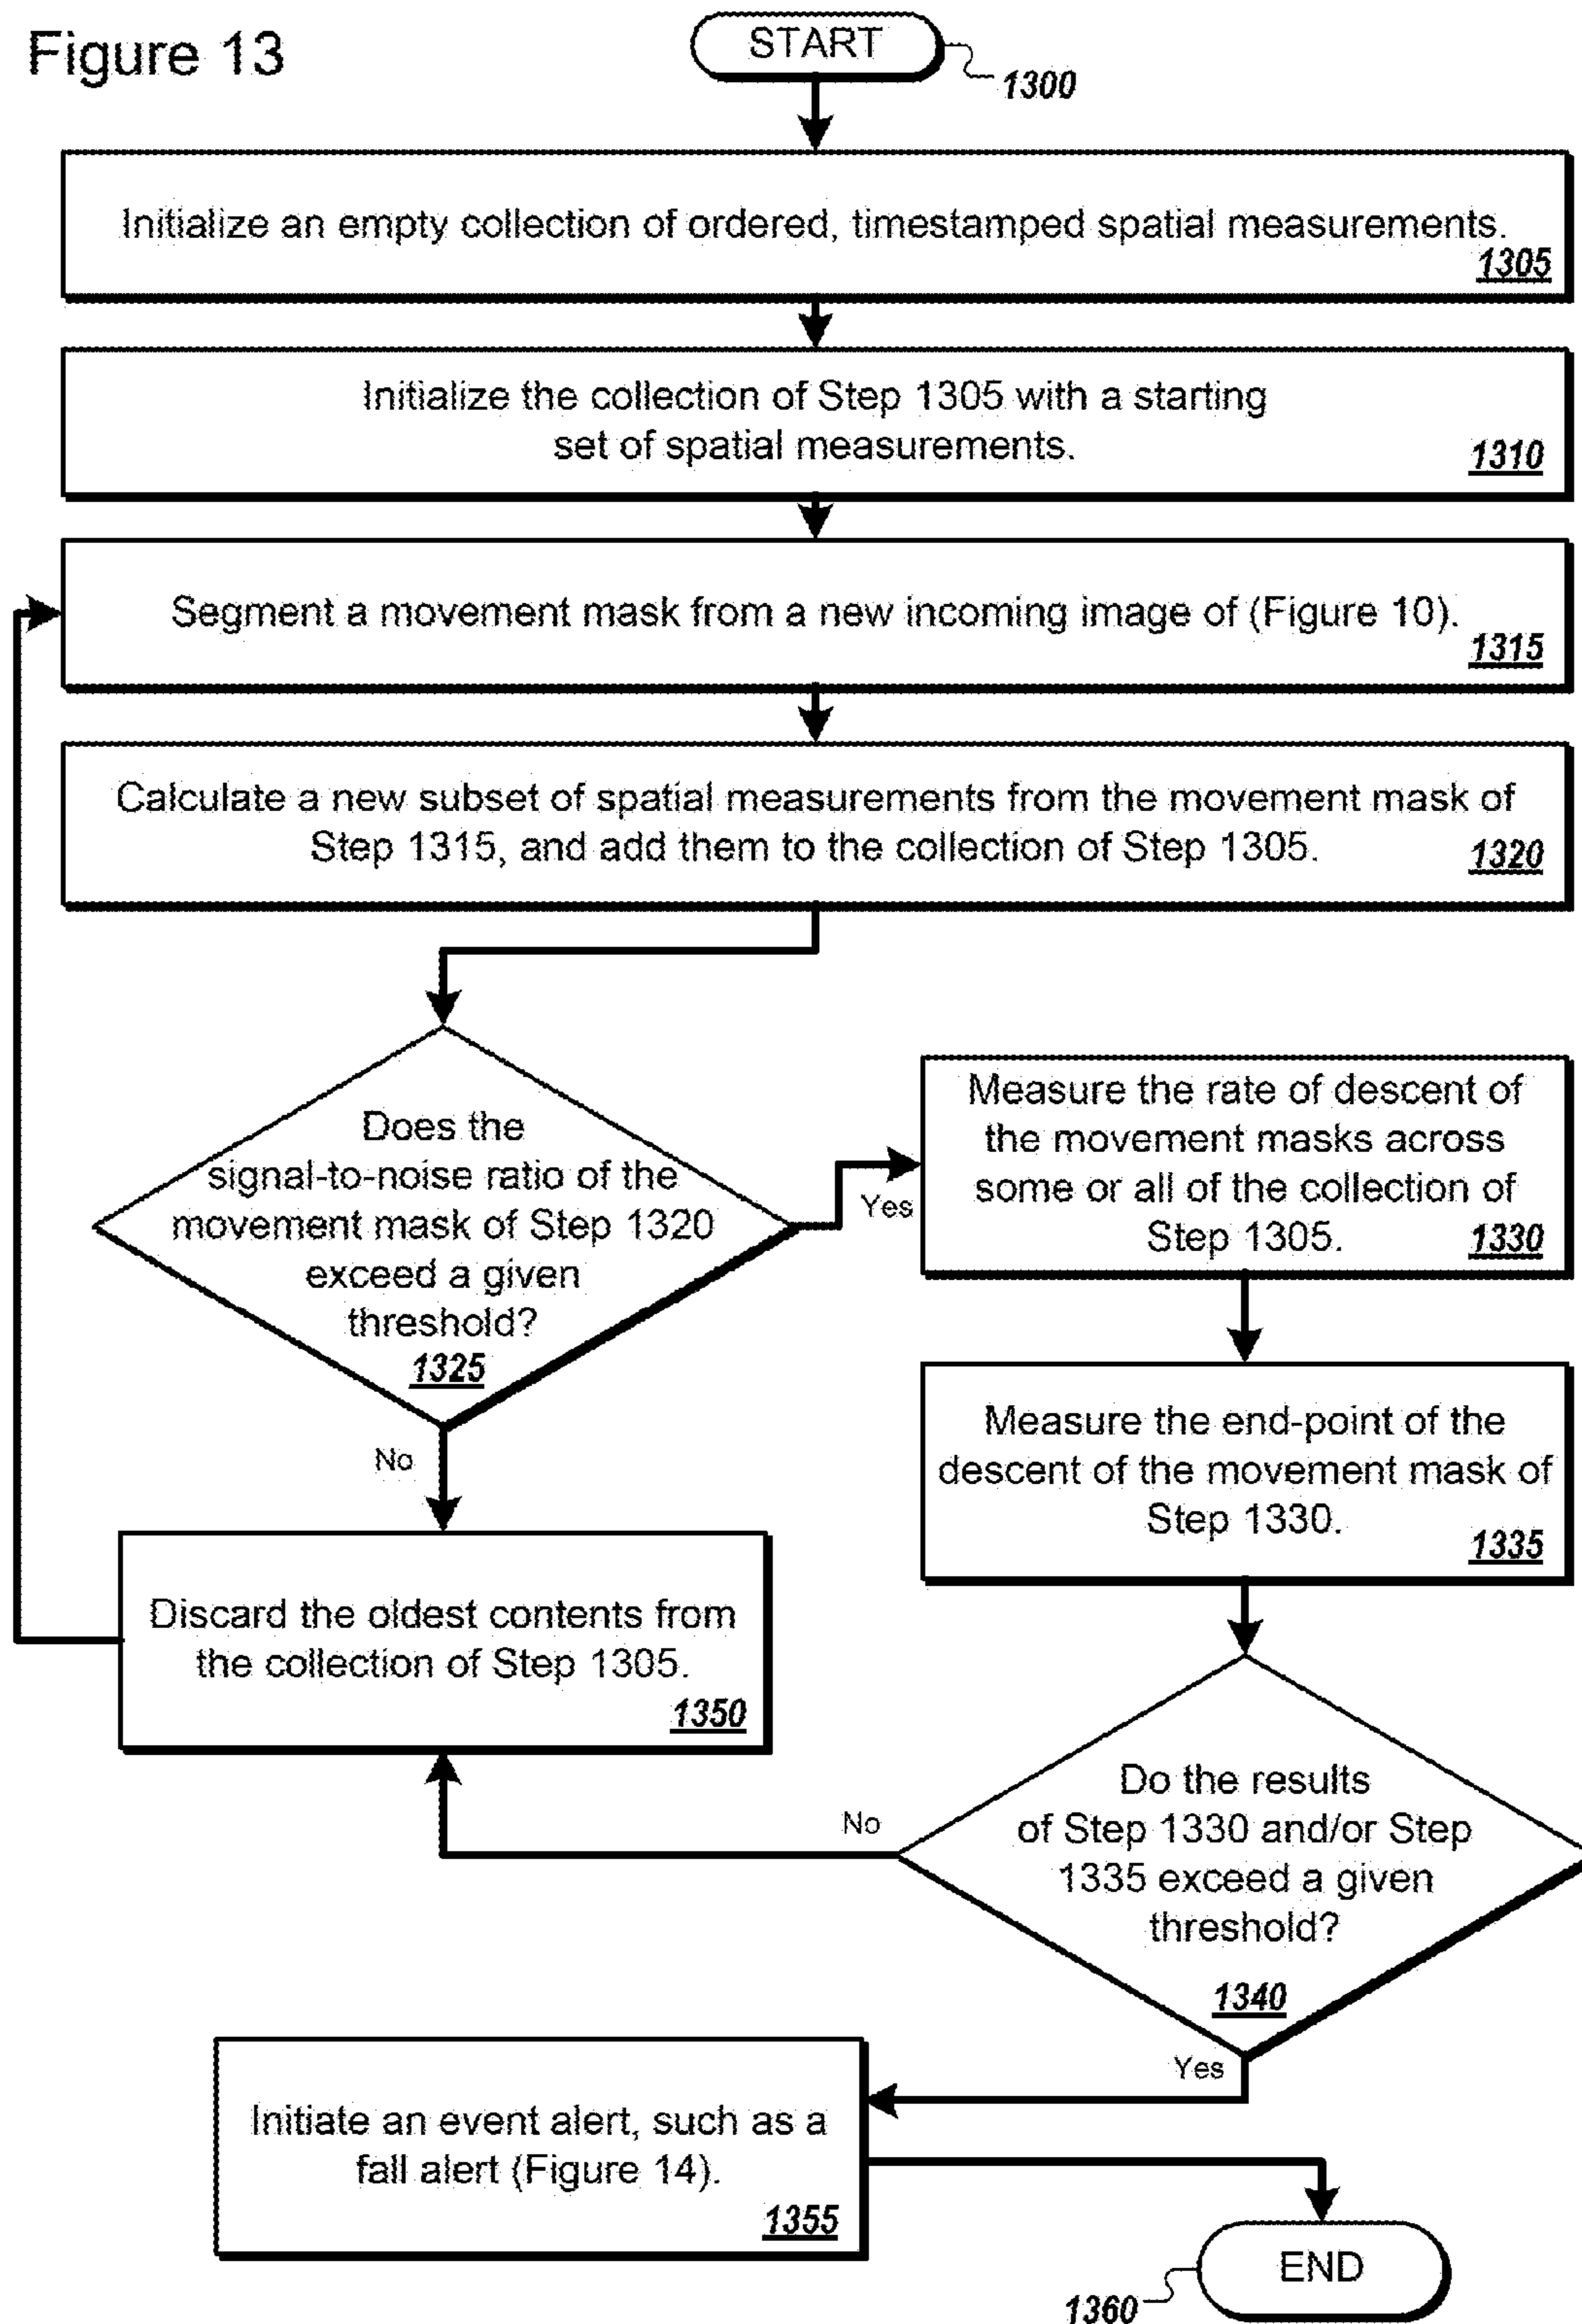 Figure 13
START
1300
Initialize an empty collection of ordered, timestamped spatial measurements.
1305
Initialize the collection of Step 1305 with a starting
set of spatial measurements.
1310
Segment a movement mask from a new incoming image of (Figure 10).
1315
Calculate a new subset of spatial measurements from the movement mask of
Step 1315, and add them to the collection of Step 1305.
1320
Does the
signal-to-noise ratio of the
movement mask of Step 1320
exceed a given
threshold?
1325
Yes
No
Measure the rate of descent of
the movement masks across
some or all of the collection of
Step 1305.
1330
Measure the end-point of the
descent of the movement mask of
Step 1330.
1335
Discard the oldest contents from
the collection of Step 1305.
1350
Do the results
of Step 1330 and/or Step
1335 exceed a given
threshold?
1340
No
Yes
Initiate an event alert, such as a
fall alert (Figure 14).
1355
END
1360